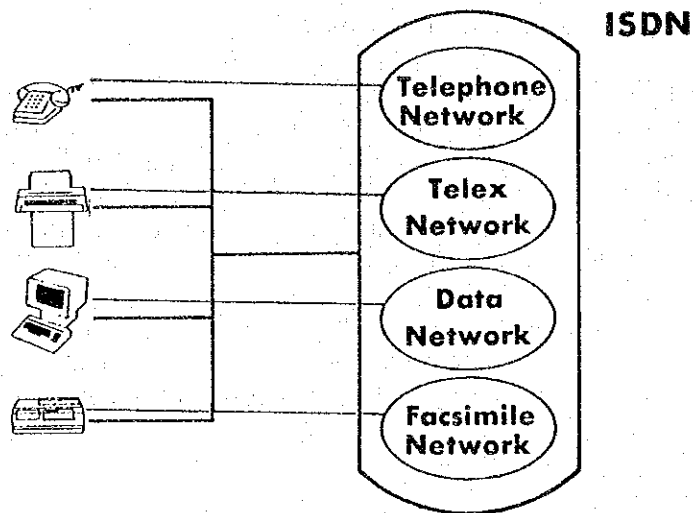 ISDN
Telephone
Network
Telex
Network
Data
Network
Facsimile
Network